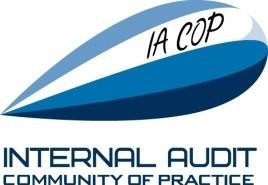 IA COP
INTERNAL AUDIT
COMMUNITY OF PRACTICE